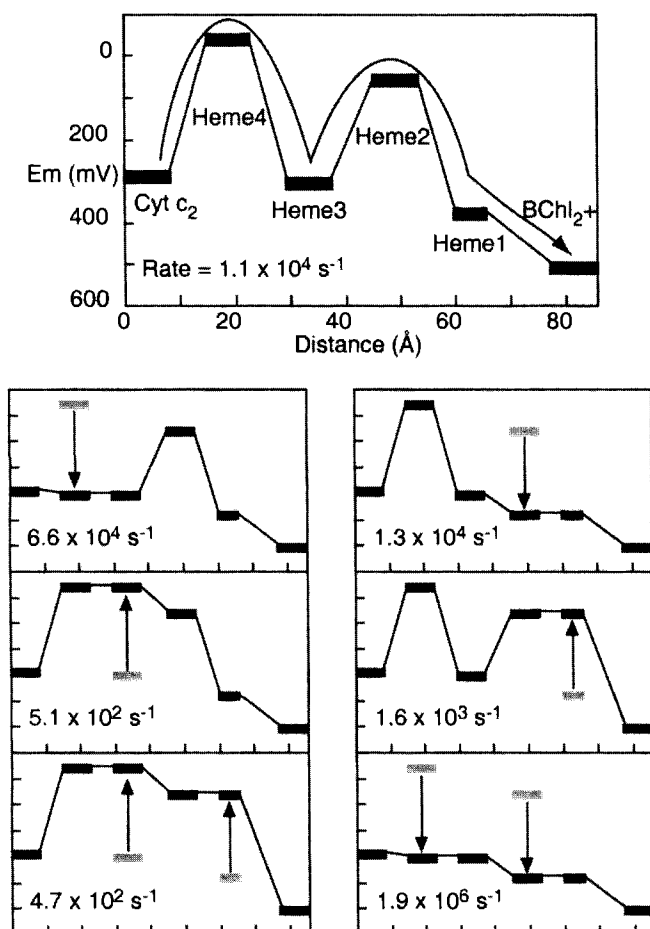 0
Heme4
Heme2
200
Em (mV)
Cyt c₂
Heme3
BChl₂+
400
Heme1
Rate = 1.1 x 10⁴ s⁻¹
600
0 20 40 60 80
Distance (Å)
6.6 x 10⁴ s⁻¹
1.3 x 10⁴ s⁻¹
5.1 x 10² s⁻¹
1.6 x 10³ s⁻¹
4.7 x 10² s⁻¹
1.9 x 10⁶ s⁻¹